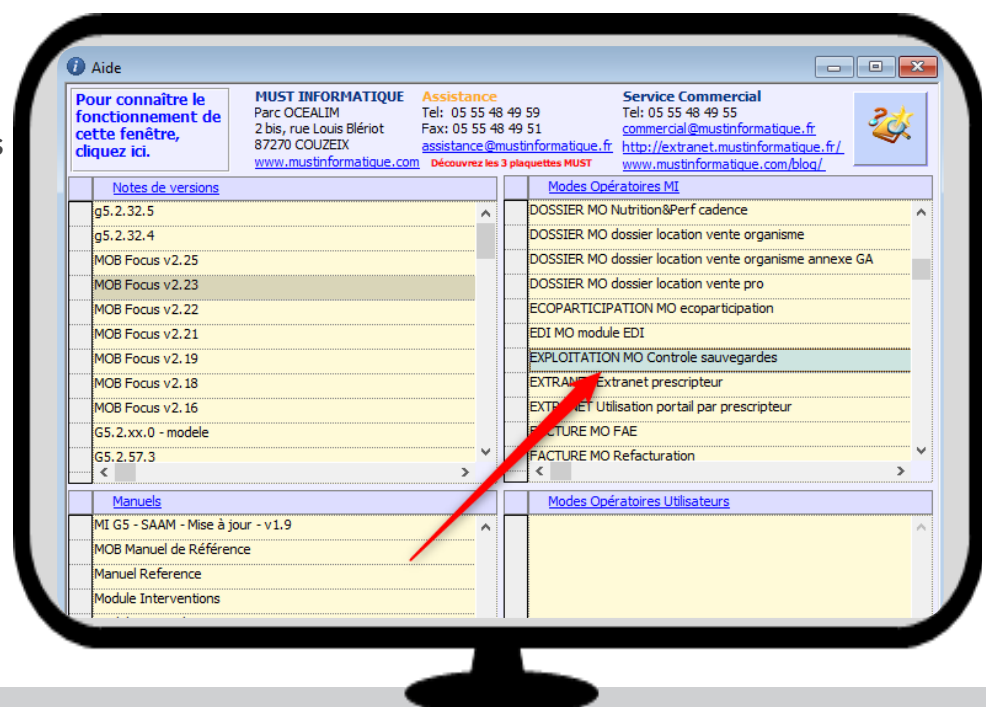 Aide
Pour connaître le
fonctionnement de
cette fenêtre,
cliquez ici.
MUST INFORMATIQUE
Parc OCEALIM
2 bis, rue Louis Blériot
87270 COUZEIX
www.mustinformatique.com
Assistance
Tel: 05 55 48 49 59
Fax: 05 55 48 49 51
assistance@mustinformatique.fr
Découvrez les 3 plaquettes MUST
Service Commercial
Tel: 05 55 48 49 55
commercial@mustinformatique.fr
http://extranet.mustinformatique.fr/
www.mustinformatique.com/blog/
Notes de versions
g5.2.32.5
g5.2.32.4
MOB Focus v2.25
MOB Focus v2.23
MOB Focus v2.22
MOB Focus v2.21
MOB Focus v2.19
MOB Focus v2.18
MOB Focus v2.16
G5.2.xx.0 - modele
G5.2.57.3
Modes Opératoires MI
DOSSIER MO Nutrition&Perf cadence
DOSSIER MO dossier location vente organisme
DOSSIER MO dossier location vente organisme annexe GA
DOSSIER MO dossier location vente pro
ECOPARTICIPATION MO ecoparticipation
EDI MO module EDI
EXPLOITATION MO Controle sauvegardes
EXTRANET Extranet prescripteur
EXTRANET Utilisation portail par prescripteur
FACTURE MO FAE
FACTURE MO Refacturation
Manuels
MI G5 - SAAM - Mise à jour - v1.9
MOB Manuel de Référence
Manuel Reference
Module Interventions
Modes Opératoires Utilisateurs